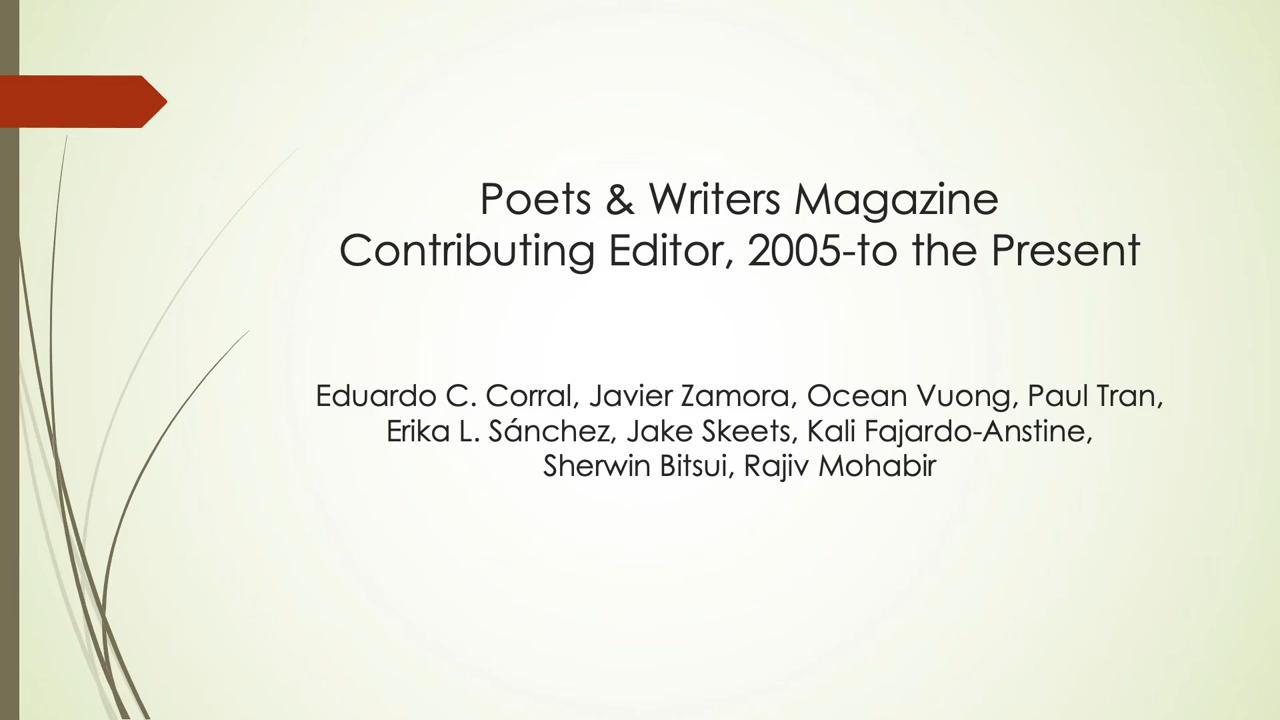 Poets & Writers Magazine
Contributing Editor, 2005-to the Present
Eduardo C. Corral, Javier Zamora, Ocean Vuong, Paul Tran,
Erika L. Sánchez, Jake Skeets, Kali Fajardo-Anstine,
Sherwin Bitsui, Rajiv Mohabir